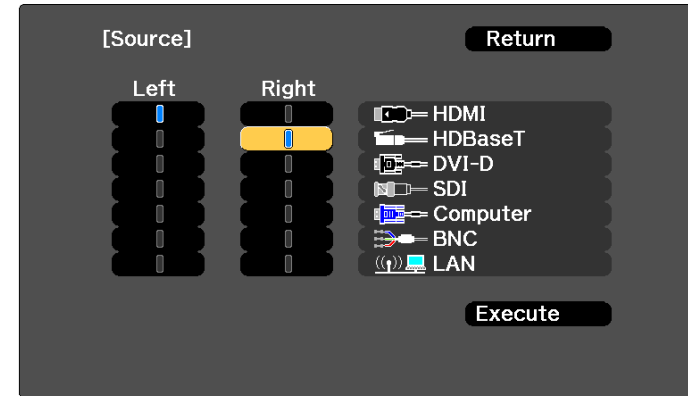 [Source]
Return
Left Right
HDMI
HDBaseT
DVI-D
SDI
Computer
BNC
LAN
Execute